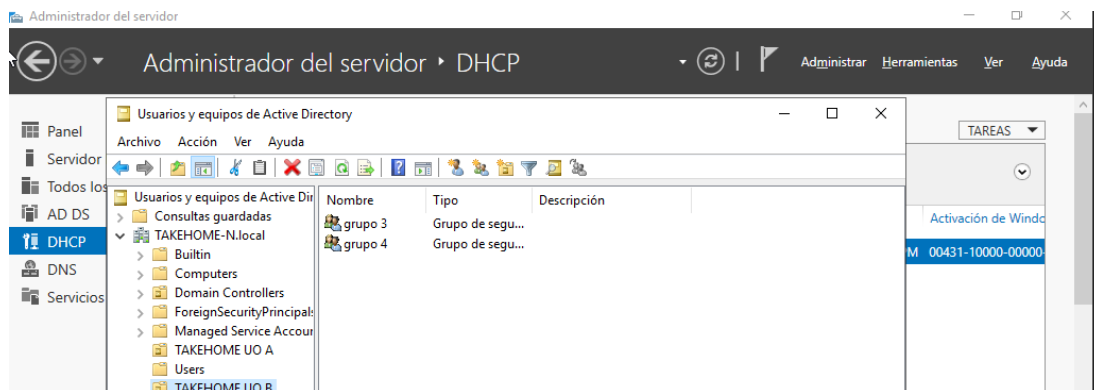 Administrador del servidor
Administrador del servidor • DHCP
Administrar Herramientas Ver Ayuda
Usuarios y equipos de Active Directory
Archivo Acción Ver Ayuda
Panel
Servidor
Todos los
AD DS
DHCP
DNS
Servicios
Usuarios y equipos de Active Dir
Consultas guardadas
TAKEHOME-N.local
Builtin
Computers
Domain Controllers
ForeignSecurityPrincipals
Managed Service Accour
TAKEHOME UO A
Users
TAKEHOME UO B
Nombre Tipo Descripción
grupo 3 Grupo de segu...
grupo 4 Grupo de segu...
TAREAS
Activación de Windo
00431-10000-00000-